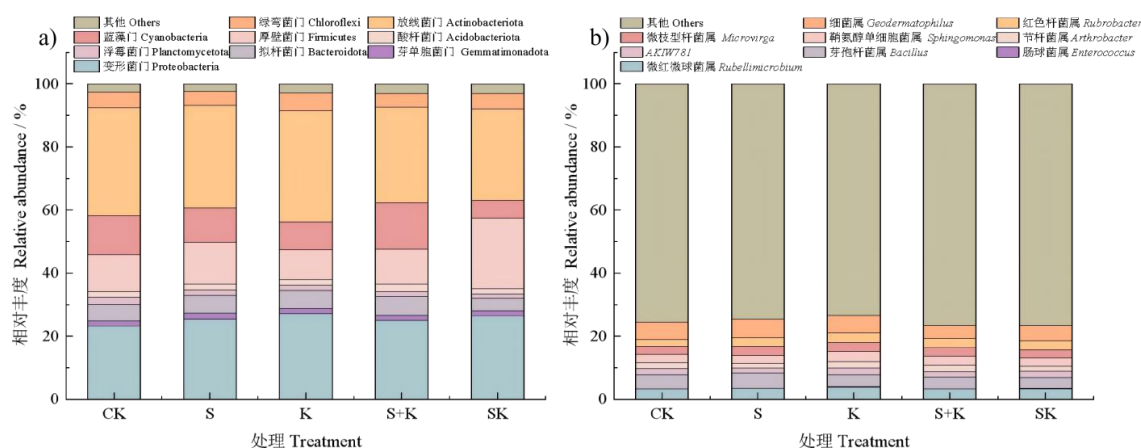 a)
其他 Others
绿弯菌门 Chloroflexi
放线菌门 Actinobacteriota
蓝藻门 Cyanobacteria
厚壁菌门 Firmicutes
酸杆菌门 Acidobacteriota
浮霉菌门 Planctomycetota
拟杆菌门 Bacteroidota
芽单胞菌门 Gemmatimonadota
变形菌门 Proteobacteria
相对丰度 Relative abundance / %
100
80
60
40
20
0
CK S K S+K SK
处理 Treatment
b)
其他 Others
细菌属 Geodermatophilus
红色杆菌属 Rubrobacter
微枝型杆菌属 Microvirga
鞘氨醇单细胞菌属 Sphingomonas
节杆菌属 Arthrobacter
AKIW781
芽孢杆菌属 Bacillus
肠球菌属 Enterococcus
微红微球菌属 Rubellimicrobium
相对丰度 Relative abundance / %
100
80
60
40
20
0
CK S K S+K SK
处理 Treatment